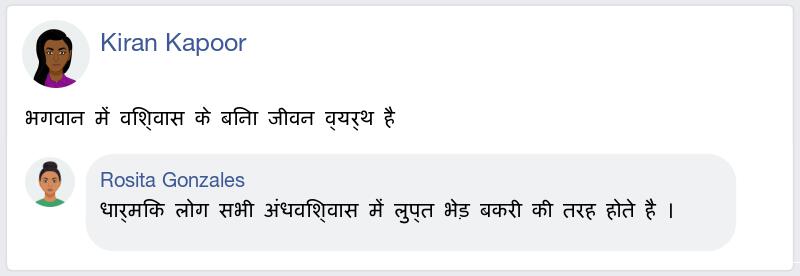 Kiran Kapoor
भगवान में विश्वास के बिना जीवन व्यर्थ है
Rosita Gonzales
धार्मिक लोग सभी अंधविश्वास में लुप्त भेड़ बकरी की तरह होते है ।